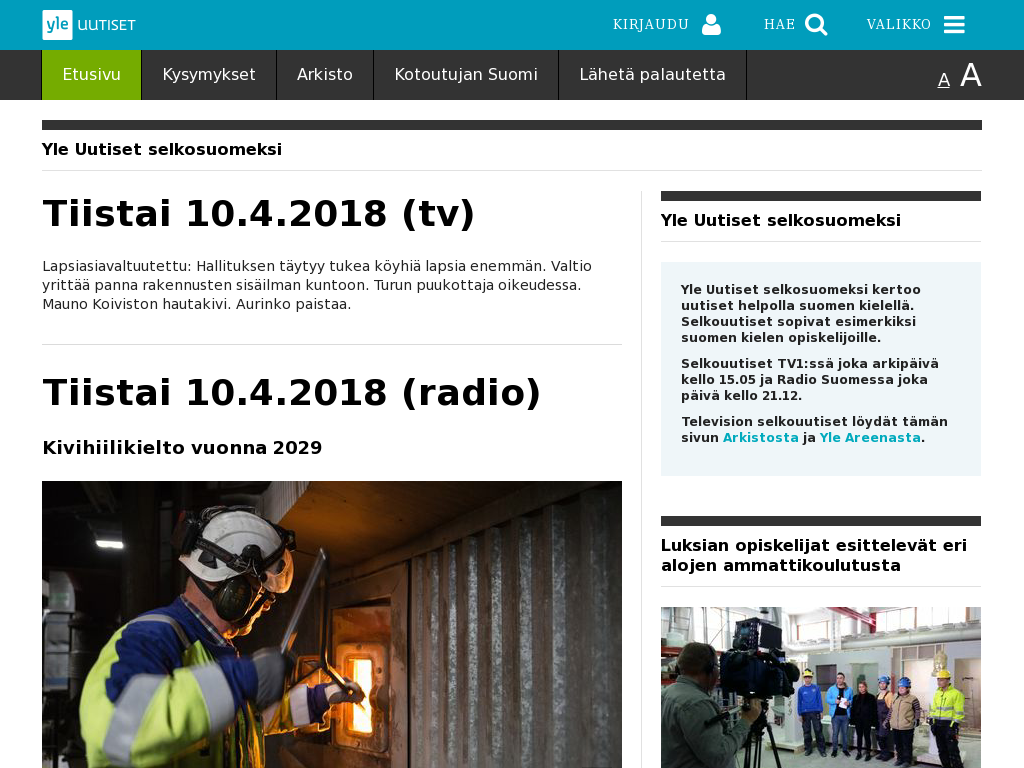 yle UUTISET
KIRJAUDU
HAE
VALIKKO
Etusivu
Kysymykset
Arkisto
Kotoutujan Suomi
Lähetä palautetta
A A
Yle Uutiset selkosuomeksi
Tiistai 10.4.2018 (tv)
Lapsiasiavaltuutettu: Hallituksen täytyy tukea köyhiä lapsia enemmän. Valtio
yrittää panna rakennusten sisäilman kuntoon. Turun puukottaja oikeudessa.
Mauno Koiviston hautakivi. Aurinko paistaa.
Tiistai 10.4.2018 (radio)
Kivihiilikielto vuonna 2029
Yle Uutiset selkosuomeksi
Yle Uutiset selkosuomeksi kertoo
uutiset helpolla suomen kielellä.
Selkouutiset sopivat esimerkiksi
suomen kielen opiskelijoille.
Selkouutiset TV1:ssä joka arkipäivä
kello 15.05 ja Radio Suomessa joka
päivä kello 21.12.
Television selkouutiset löydät tämän
sivun Arkistosta ja Yle Areenasta.
Luksian opiskelijat esittelevät eri
alojen ammattikoulutusta